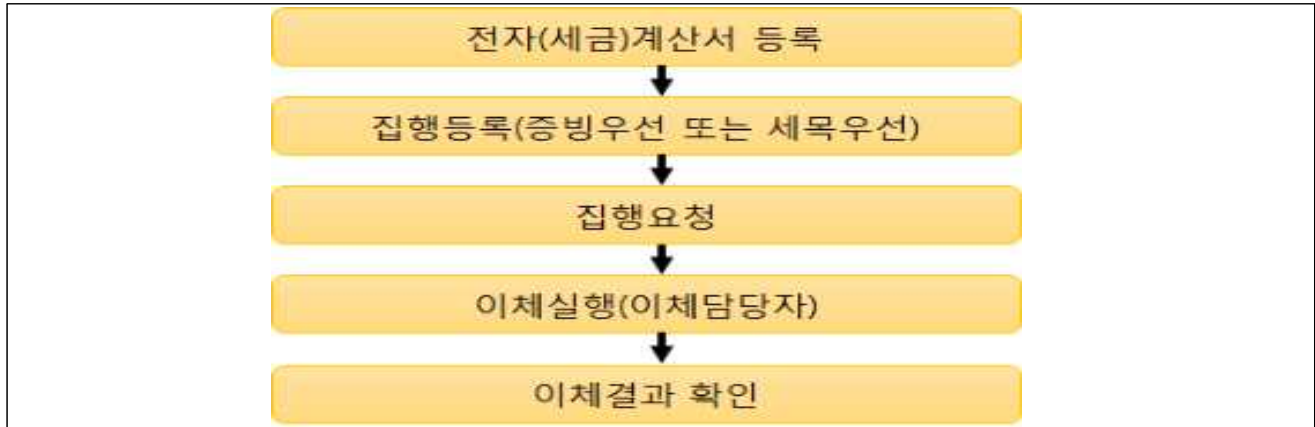 전자(세금)계산서 등록
집행등록(증빙우선 또는 세목우선)
집행요청
이체실행(이체담당자)
이체결과 확인